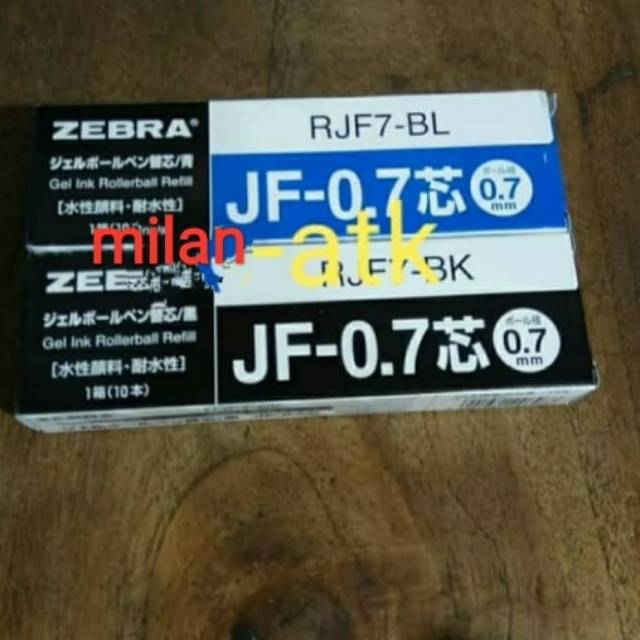 ZEBRA
RJF7-BL
ジェルボールペン替芯/青
Gel Ink Rollerball Refill
[水性顔料・耐水性]
JF-0.7芯
ボール径
0.7
mm
milan-atk
RJF7-BK
ジェルボールペン替芯/黒
Gel Ink Rollerball Refill
[水性顔料・耐水性]
1箱(10本)
JF-0.7芯
ボール径
0.7
mm